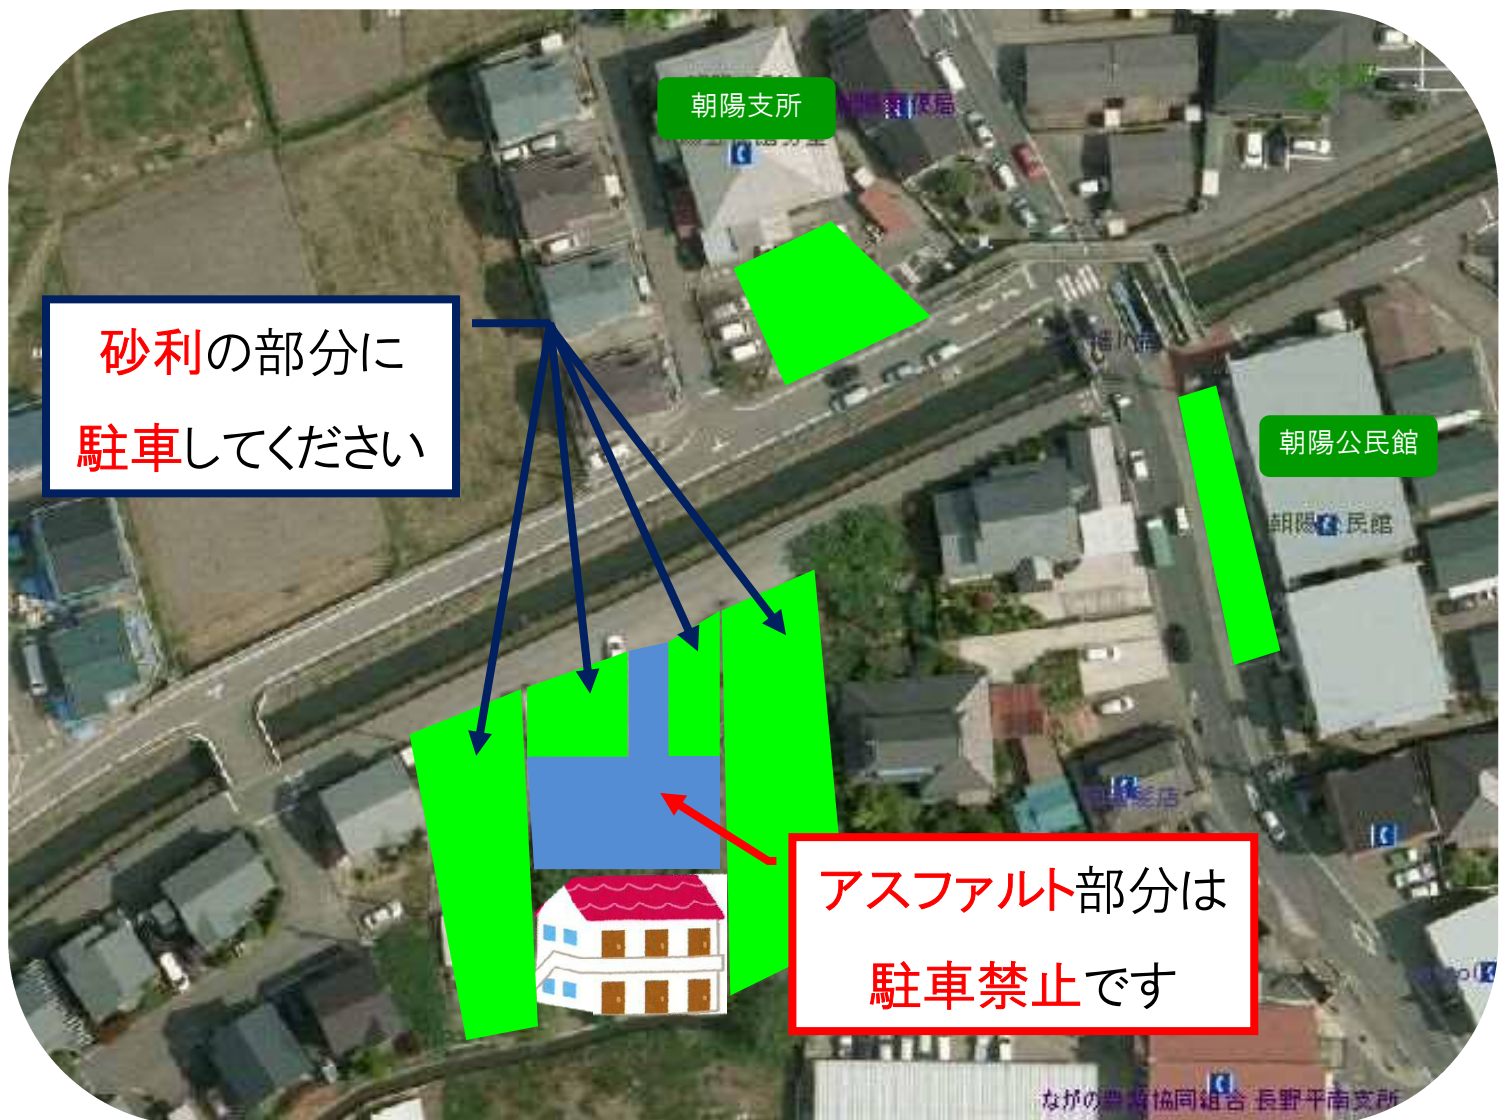 朝陽支所
砂利の部分に
駐車してください
朝陽公民館
朝陽公民館
アスファルト部分は
駐車禁止です
長野平南支所